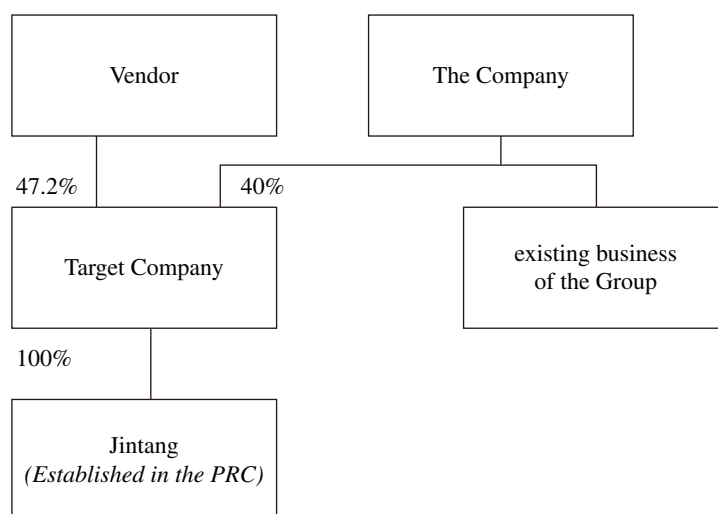 Vendor
The Company
47.2%
40%
Target Company
existing business
of the Group
100%
Jintang
(Established in the PRC)